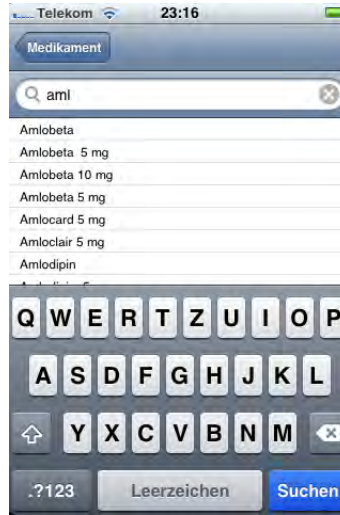 Telekom 23:16
Medikament
aml
Amlobeta
Amlobeta 5 mg
Amlobeta 10 mg
Amlobeta 5 mg
Amlocard 5 mg
Amloclair 5 mg
Amlodipin
Q W E R T Z U I O P
A S D F G H J K L
Y X C V B N M
.?123 Leerzeichen Suchen